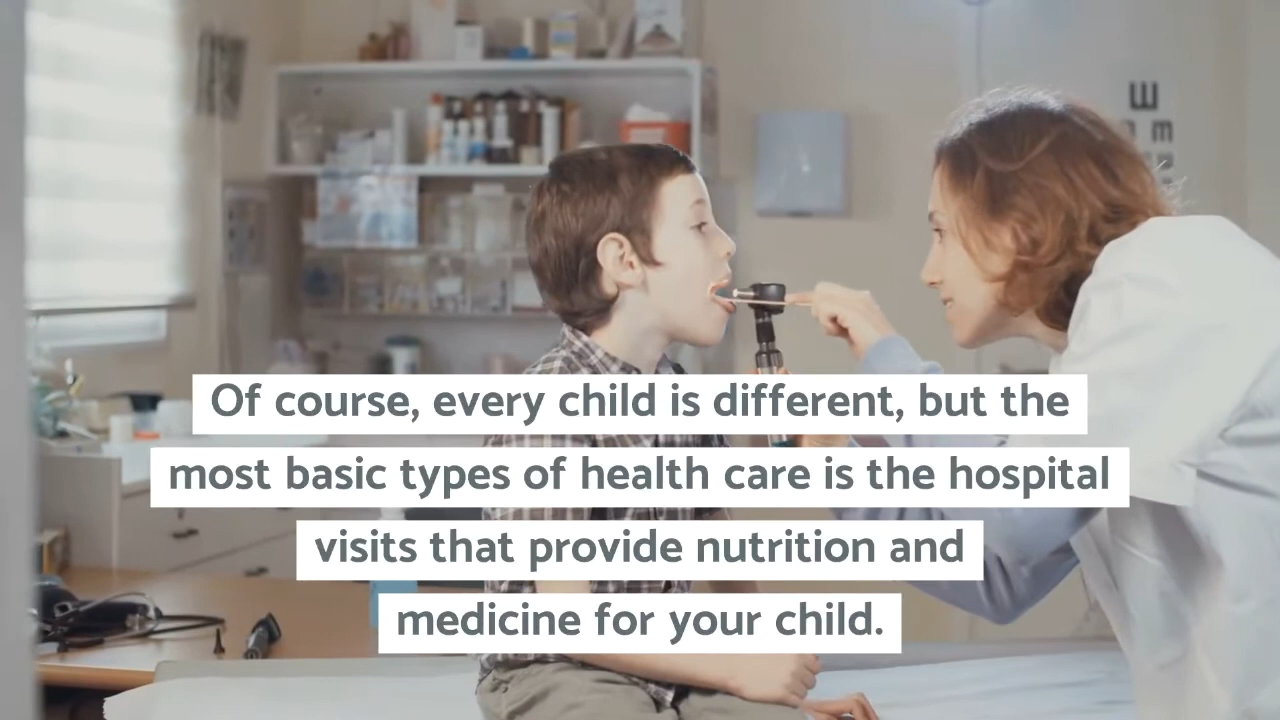 Of course, every child is different, but the
most basic types of health care is the hospital
visits that provide nutrition and
medicine for your child.